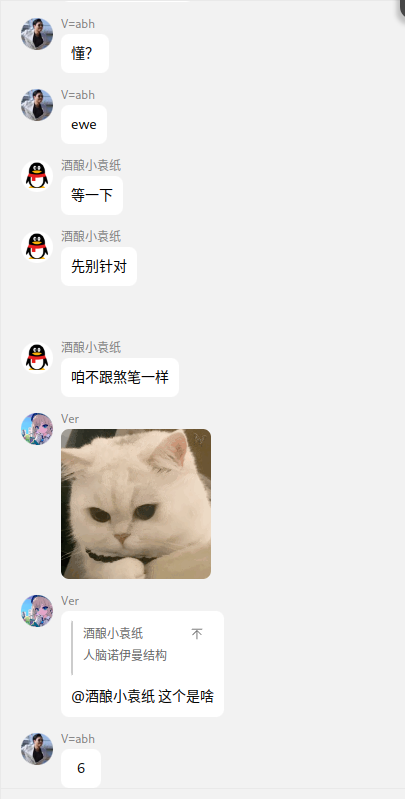 V=abh
懂？
V=abh
ewe
酒酿小袁纸
等一下
酒酿小袁纸
先别针对
酒酿小袁纸
咱不跟煞笔一样
Ver
Ver
酒酿小袁纸 不
人脑诺伊曼结构
@酒酿小袁纸 这个是啥
V=abh
6